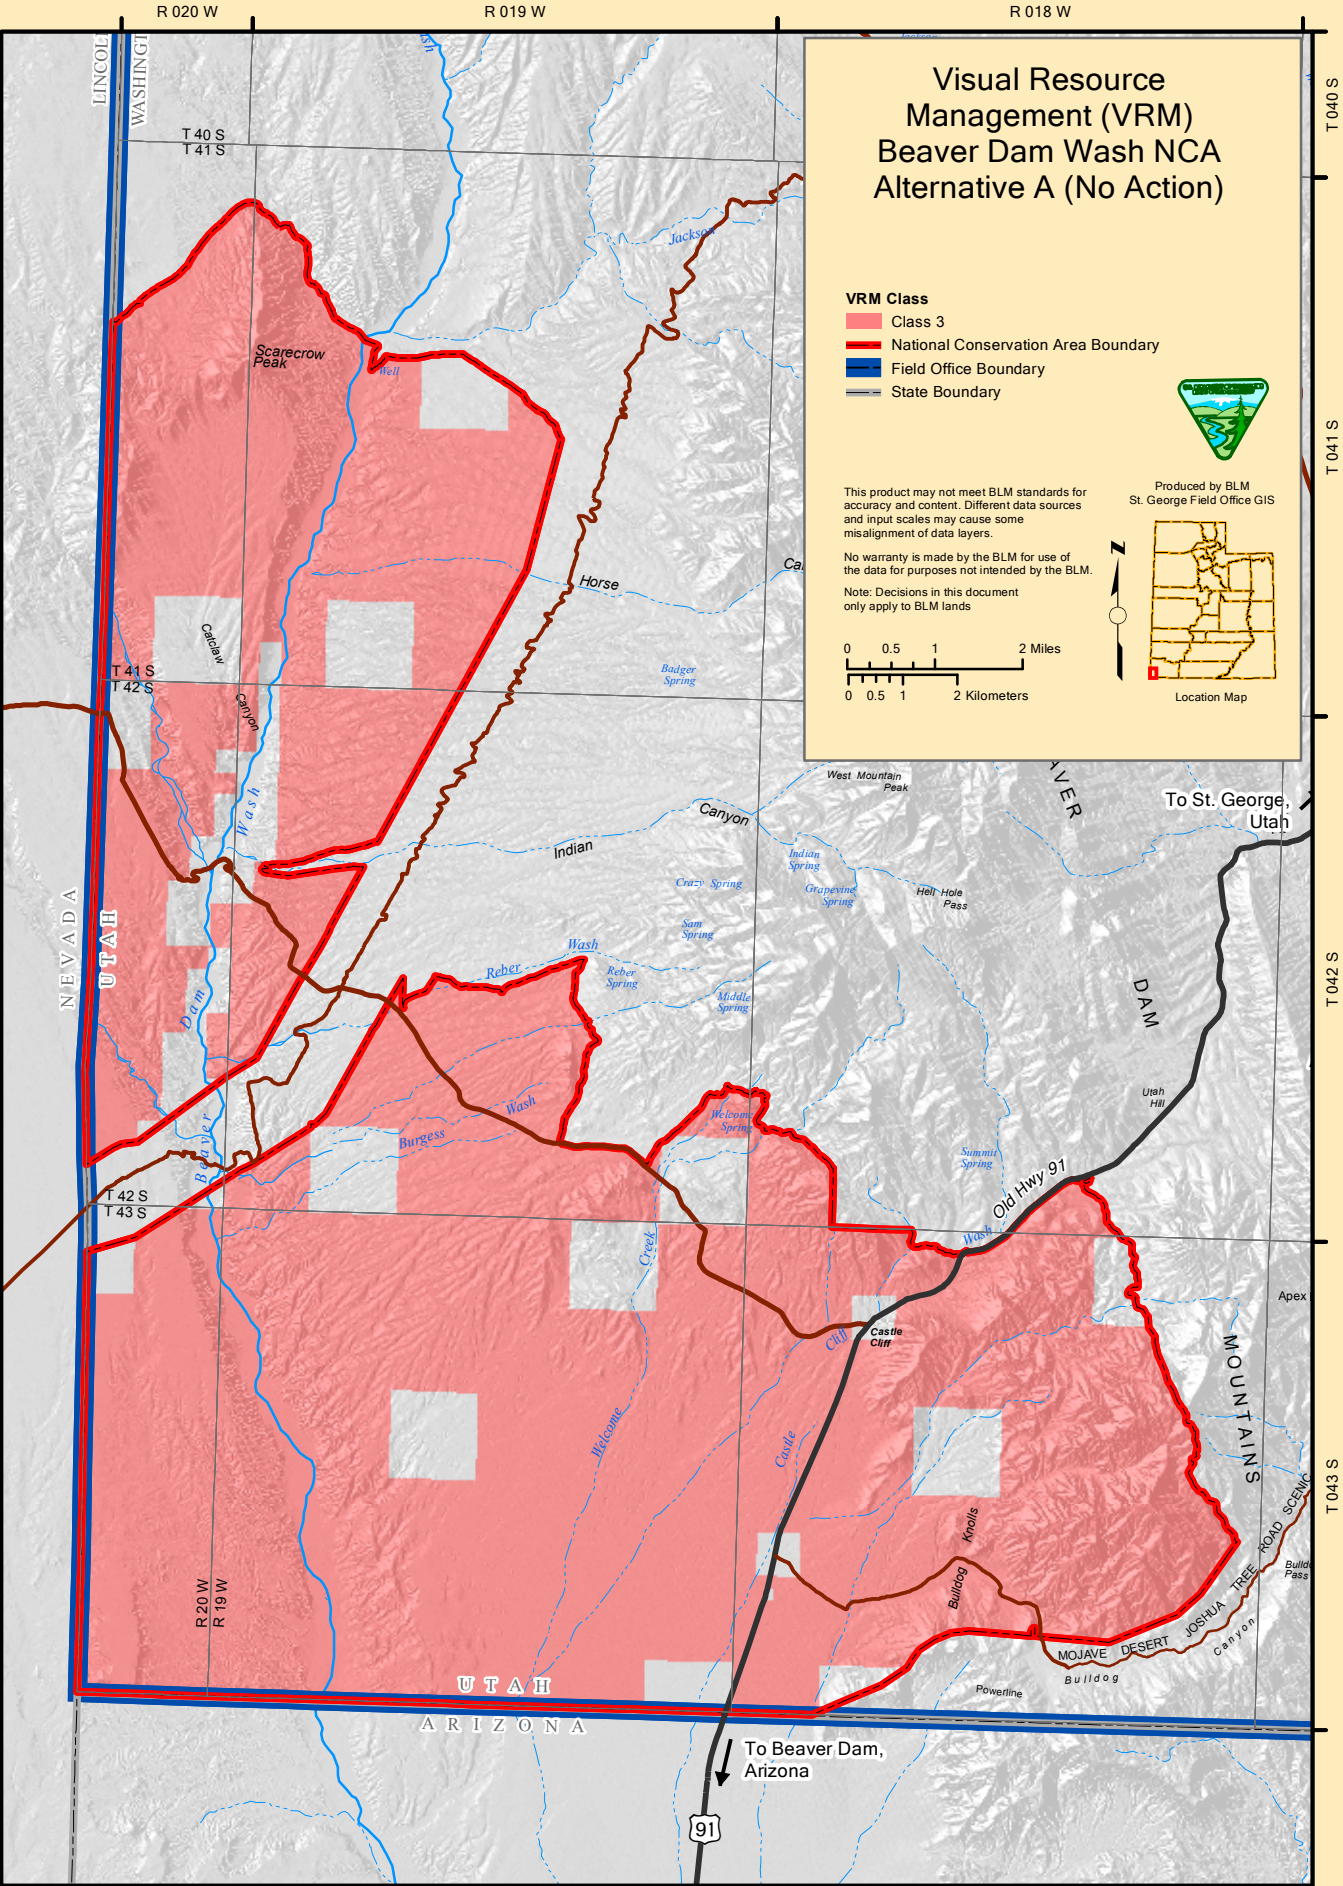 R 020 W
R 019 W
R 018 W
LINCOL
WASHINGT
T 40 S
T 41 S
Jackson
Visual Resource
Management (VRM)
Beaver Dam Wash NCA
Alternative A (No Action)
VRM Class
Class 3
National Conservation Area Boundary
Field Office Boundary
State Boundary
This product may not meet BLM standards for
accuracy and content. Different data sources
and input scales may cause some
misalignment of data layers.
No warranty is made by the BLM for use of
the data for purposes not intended by the BLM.
Note: Decisions in this document
only apply to BLM lands
Produced by BLM
St. George Field Office GIS
N
0 0.5 1 2 Miles
0 0.5 1 2 Kilometers
Location Map
T 040 S
T 041 S
T 042 S
T 043 S
Scarecrow
Peak
Well
Horse
Ca
Catclaw
Canyon
T 41 S
T 42 S
Badger
Spring
West Mountain
Peak
AVER
To St. George,
Utah
Wash
Canyon
Indian
Indian
Spring
Crazy Spring
Grapevine
Spring
Hell Hole
Pass
Sam
Spring
NEVADA
UTAH
Wash
Reber
Reber
Spring
Middle
Spring
Dam
DAM
Utah
Hill
Wash
Burgess
Welcome
Spring
Beaver
Summit
Spring
Old Hwy 91
T 42 S
T 43 S
Wash
Creek
Apex
Cliff
Castle
Cliff
MOUNTAINS
Welcome
Castle
Knolls
Bulldog
R 20 W
R 19 W
MOJAVE DESERT JOSHUA TREE ROAD SCENIC
Bulldo
Pass
Canyon
Bulldog
Powerline
UTAH
ARIZONA
To Beaver Dam,
Arizona
91